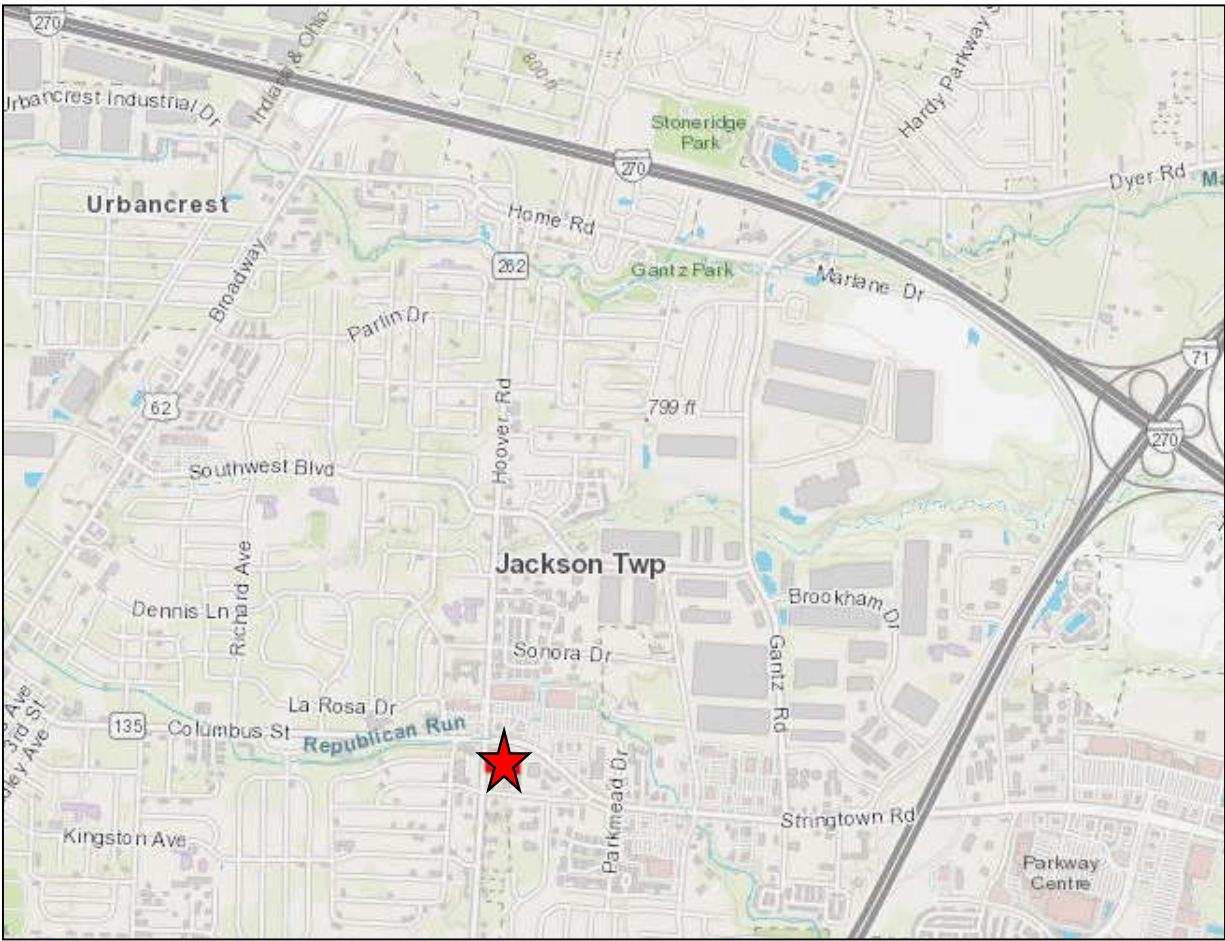 270
Indiana & Ohio
800 ft
Hardy Parkway S
Urbancrest Industrial Dr
Stoneridge
Park
270
Dyer Rd
Urbancrest
Home Rd
262
Gantz Park
Marlane Dr
Broadway
Parlin Dr
71
Hoover Rd
799 ft
62
270
Southwest Blvd
Jackson Twp
Richard Ave
Dennis Ln
Brookham Dr
Sonora Dr
Gantz Rd
La Rosa Dr
135
Columbus St
Republican Run
3rd St
Ave
Parkmead Dr
Stringtown Rd
Kingston Ave
Parkway
Centre